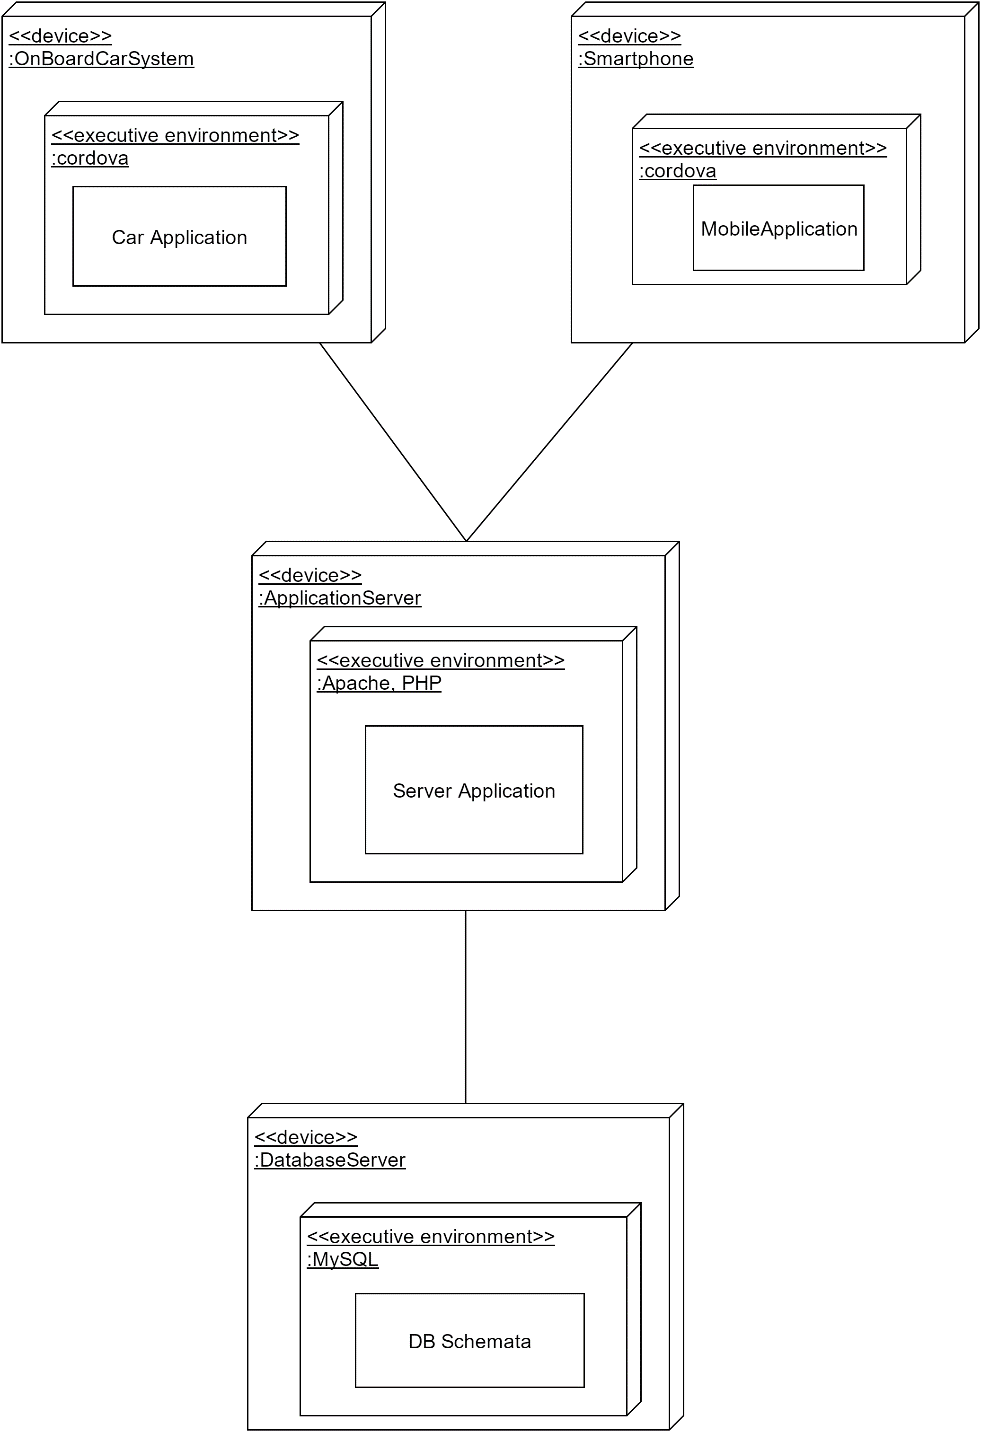 <<device>>
:OnBoardCarSystem
<<executive environment>>
:cordova
Car Application
<<device>>
:Smartphone
<<executive environment>>
:cordova
MobileApplication
<<device>>
:ApplicationServer
<<executive environment>>
:Apache, PHP
Server Application
<<device>>
:DatabaseServer
<<executive environment>>
:MySQL
DB Schemata